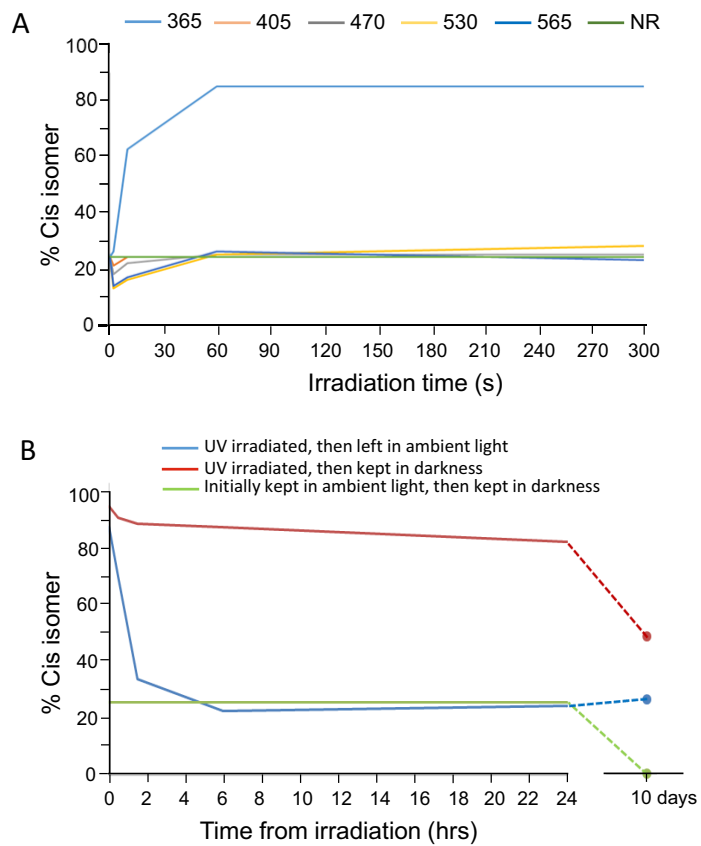 A
365 405 470 530 565 NR
% Cis isomer
100
80
60
40
20
0
0 30 60 90 120 150 180 210 240 270 300
Irradiation time (s)
B
UV irradiated, then left in ambient light
UV irradiated, then kept in darkness
Initially kept in ambient light, then kept in darkness
% Cis isomer
100
80
60
40
20
0
0 2 4 6 8 10 12 14 16 18 20 22 24 10 days
Time from irradiation (hrs)